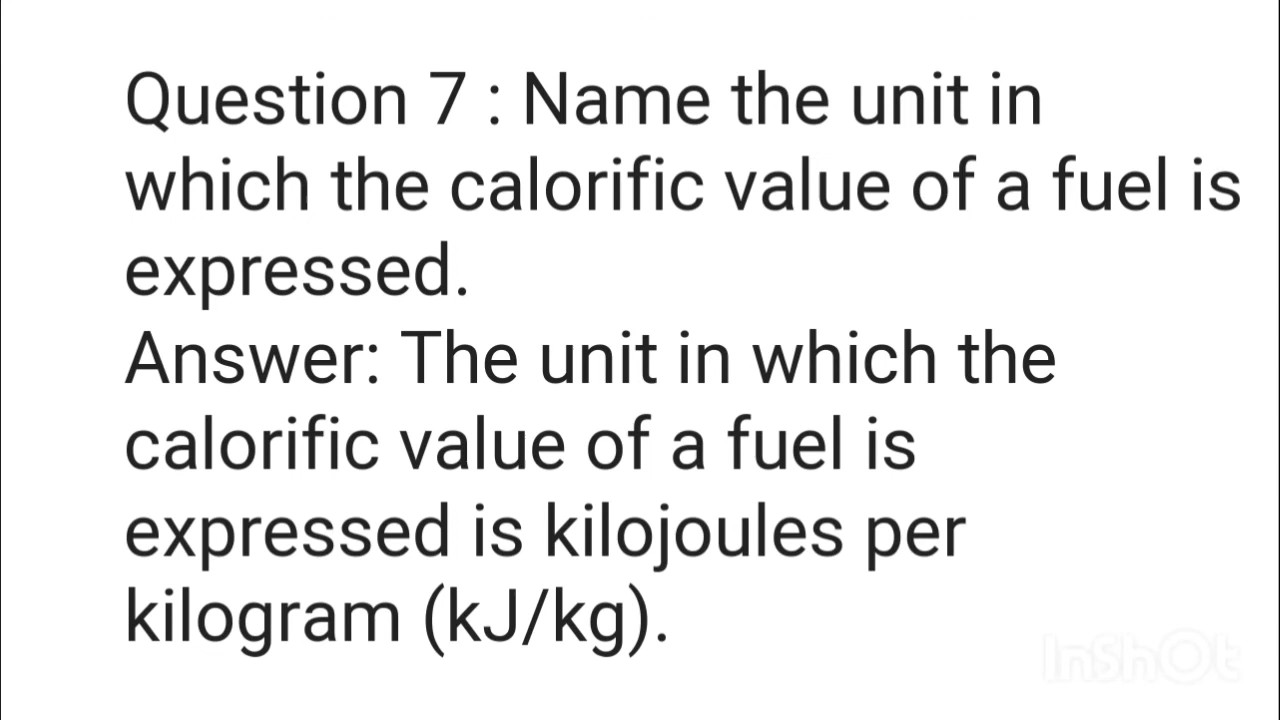 Question 7 : Name the unit in
which the calorific value of a fuel is
expressed.
Answer: The unit in which the
calorific value of a fuel is
expressed is kilojoules per
kilogram (kJ/kg).
InShOt